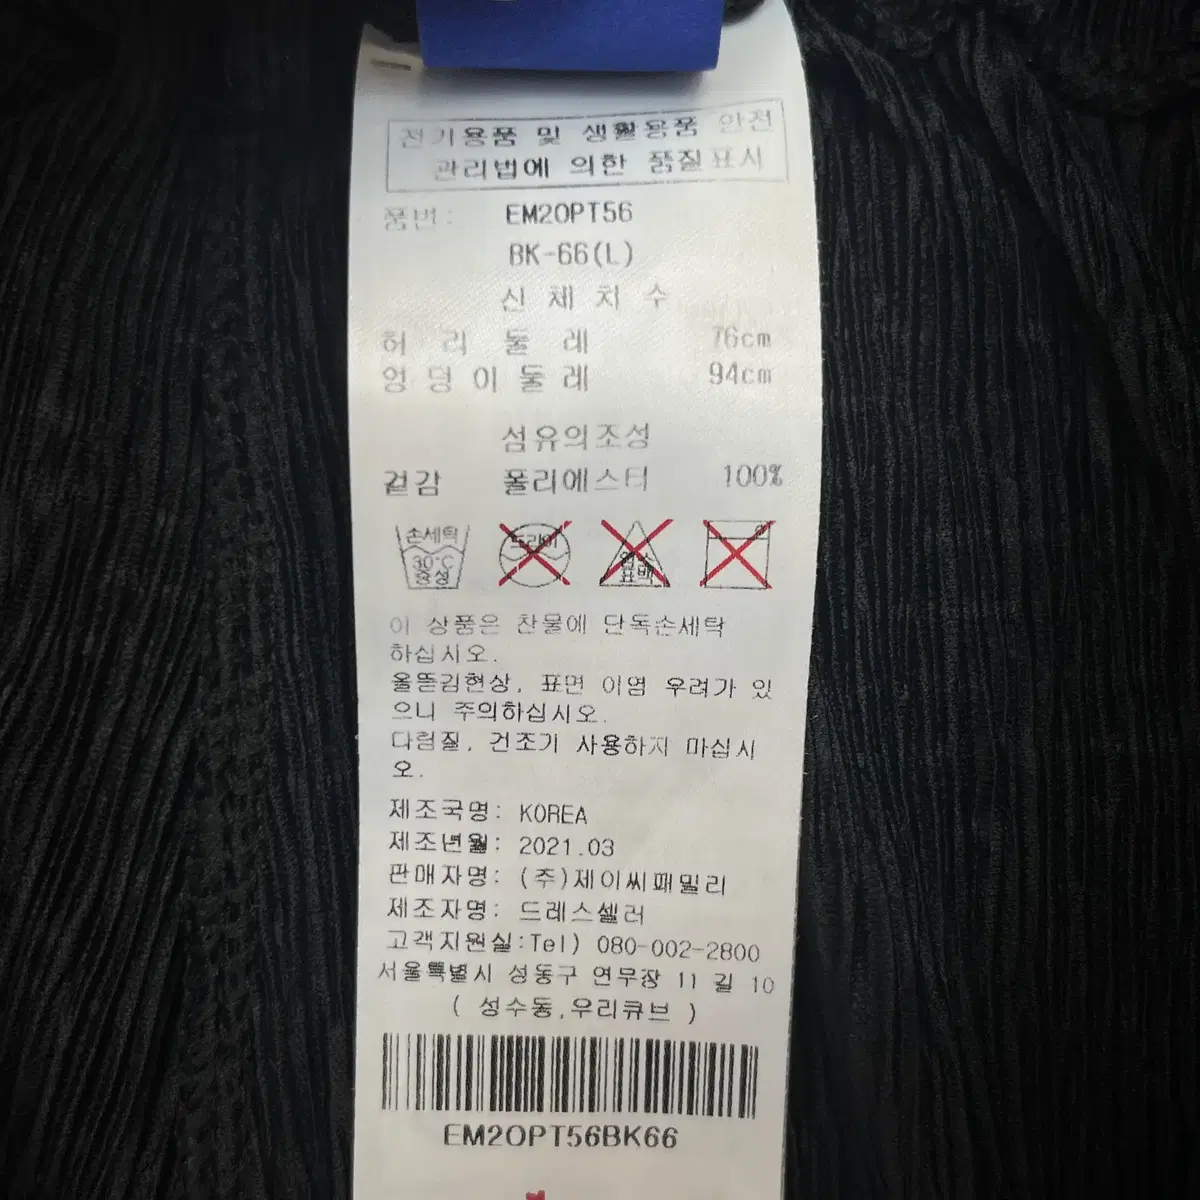 전기용품 및 생활용품 안전
관리법에 의한 품질표시
품번: EM2OPT56
BK-66(L)
신 체 치 수
허 리 둘 레 76cm
엉 덩 이 둘 레 94cm
섬유의조성
겉감 폴리에스터 100%
손세탁 드라이 염소
30°C 중성 표백
이 상품은 찬물에 단독손세탁
하십시오.
올뜯김현상, 표면 이염 우려가 있
으니 주의하십시오.
다림질, 건조기 사용하지 마십시
오.
제조국명: KOREA
제조년월: 2021.03
판매자명: (주)제이씨패밀리
제조자명: 드레스셀러
고객지원실:Tel) 080-002-2800
서울특별시 성동구 연무장 11 길 10
( 성수동,우리큐브 )
EM2OPT56BK66